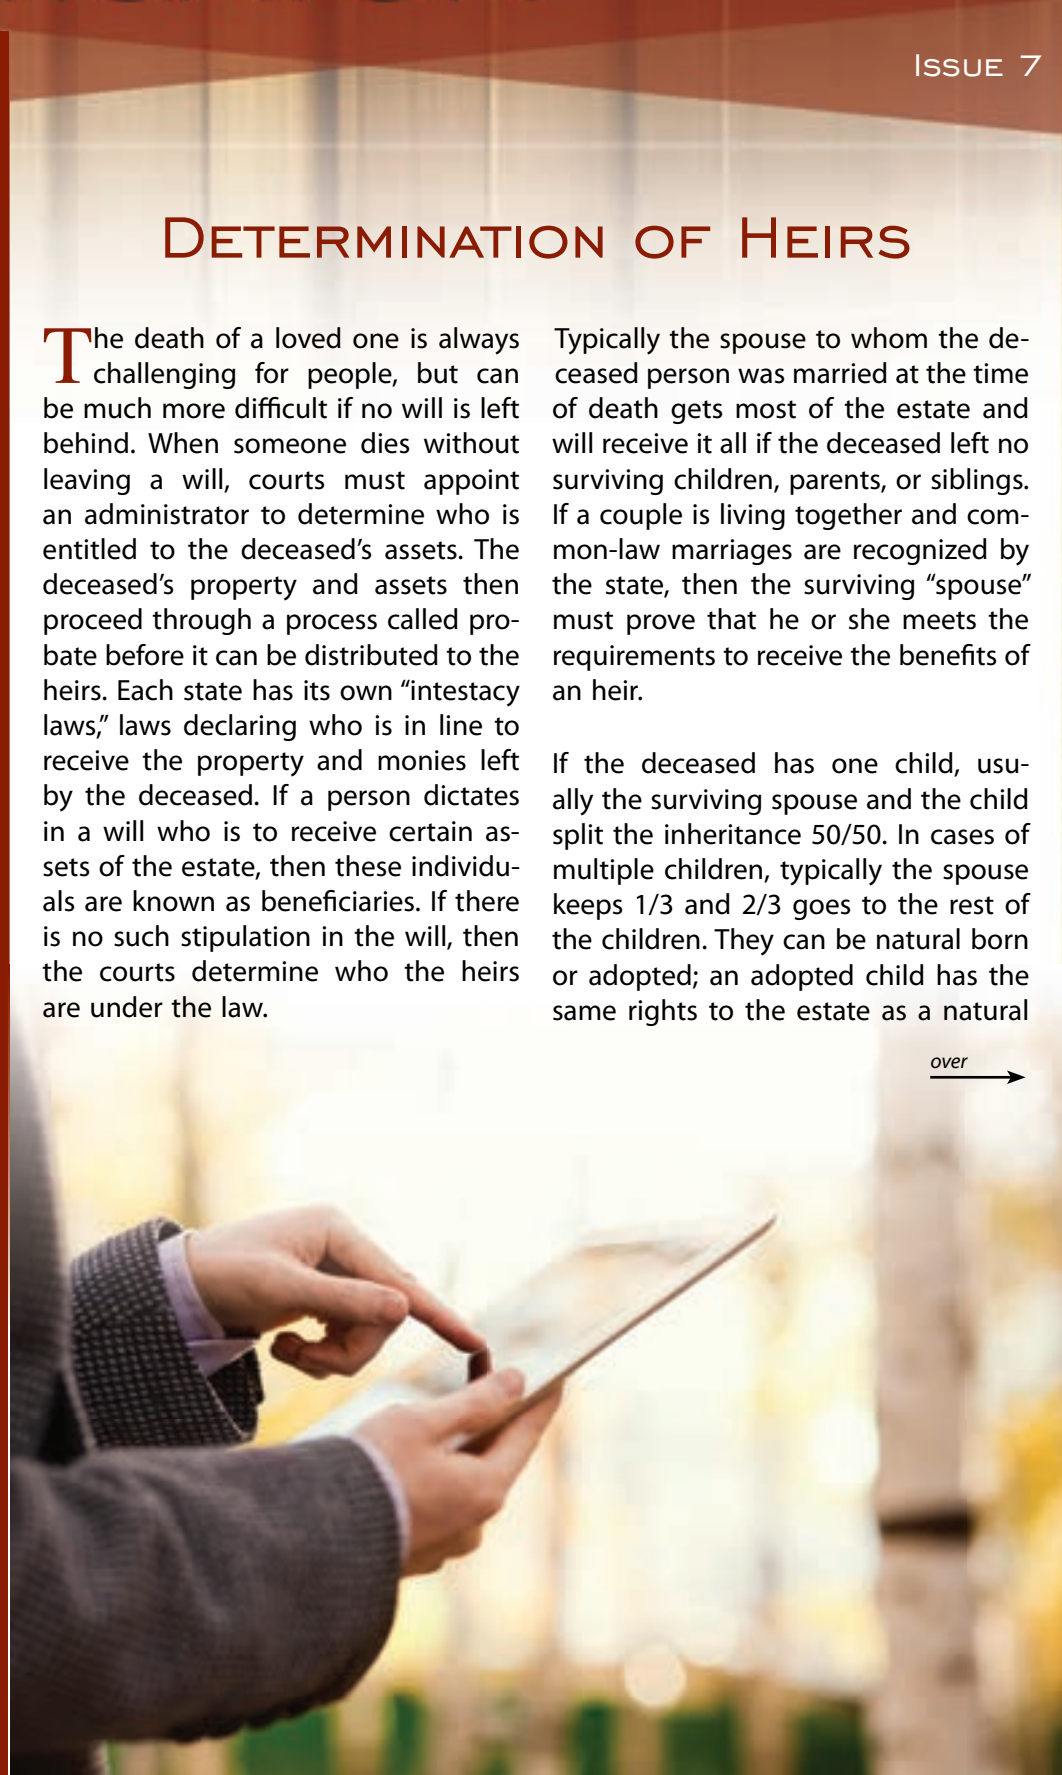 Issue 7
Determination of Heirs
The death of a loved one is always
challenging for people, but can
be much more difficult if no will is left
behind. When someone dies without
leaving a will, courts must appoint
an administrator to determine who is
entitled to the deceased’s assets. The
deceased’s property and assets then
proceed through a process called pro-
bate before it can be distributed to the
heirs. Each state has its own “intestacy
laws,” laws declaring who is in line to
receive the property and monies left
by the deceased. If a person dictates
in a will who is to receive certain as-
sets of the estate, then these individu-
als are known as beneficiaries. If there
is no such stipulation in the will, then
the courts determine who the heirs
are under the law.
Typically the spouse to whom the de-
ceased person was married at the time
of death gets most of the estate and
will receive it all if the deceased left no
surviving children, parents, or siblings.
If a couple is living together and com-
mon-law marriages are recognized by
the state, then the surviving “spouse”
must prove that he or she meets the
requirements to receive the benefits of
an heir.
If the deceased has one child, usu-
ally the surviving spouse and the child
split the inheritance 50/50. In cases of
multiple children, typically the spouse
keeps 1/3 and 2/3 goes to the rest of
the children. They can be natural born
or adopted; an adopted child has the
same rights to the estate as a natural
over